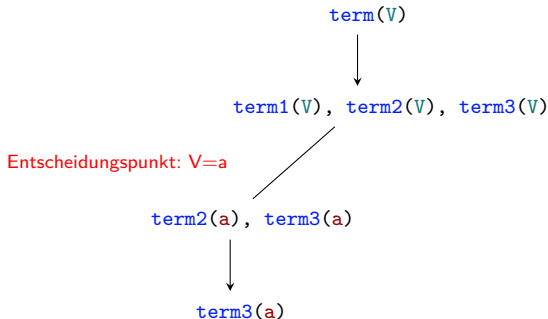 term(V)
term1(V), term2(V), term3(V)
Entscheidungspunkt: V=a
term2(a), term3(a)
term3(a)